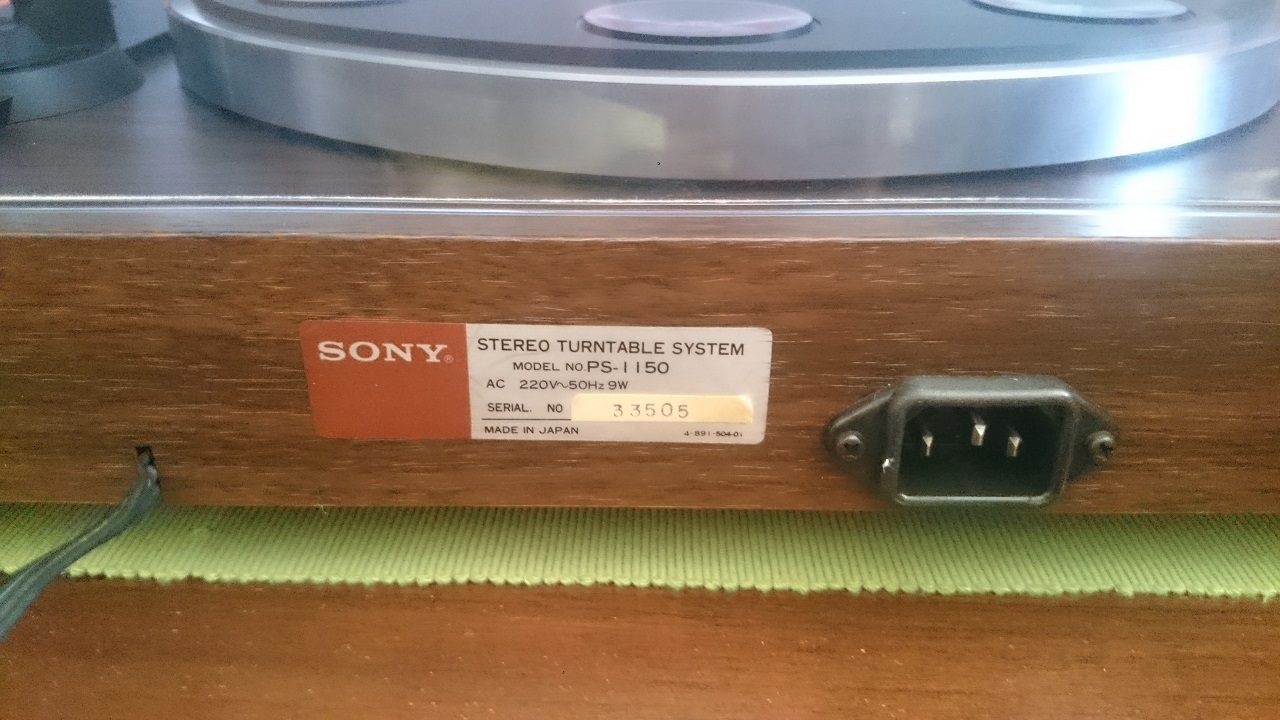 SONY®
STEREO TURNTABLE SYSTEM
MODEL NO. PS-1150
AC 220V~50Hz 9W
SERIAL. NO 33505
MADE IN JAPAN 4-891-504-01